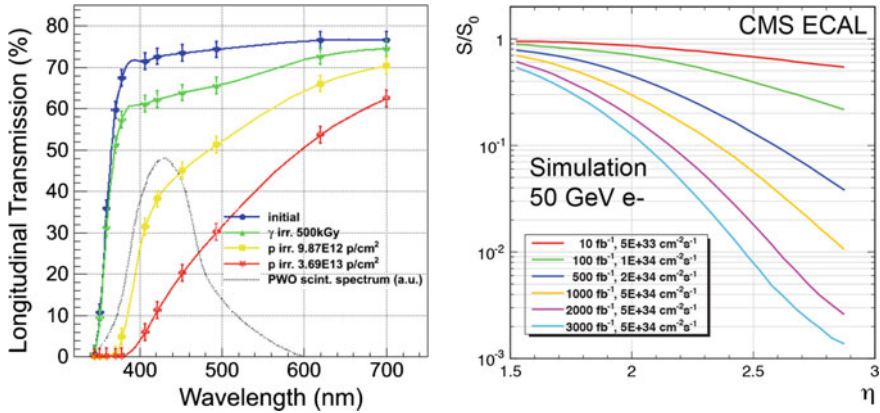 Longitudinal Transmission (%)
80
70
60
50
40
30
20
10
0
initial
γ irr. 500kGy
p irr. 9.87E12 p/cm²
p irr. 3.69E13 p/cm²
PWO scint. spectrum (a.u.)
400
500
600
700
Wavelength (nm)
S/S₀
CMS ECAL
1
10⁻¹
10⁻²
10⁻³
Simulation
50 GeV e-
10 fb⁻¹, 5E+33 cm⁻²s⁻¹
100 fb⁻¹, 1E+34 cm⁻²s⁻¹
500 fb⁻¹, 2E+34 cm⁻²s⁻¹
1000 fb⁻¹, 5E+34 cm⁻²s⁻¹
2000 fb⁻¹, 5E+34 cm⁻²s⁻¹
3000 fb⁻¹, 5E+34 cm⁻²s⁻¹
1.5
2
2.5
3
η